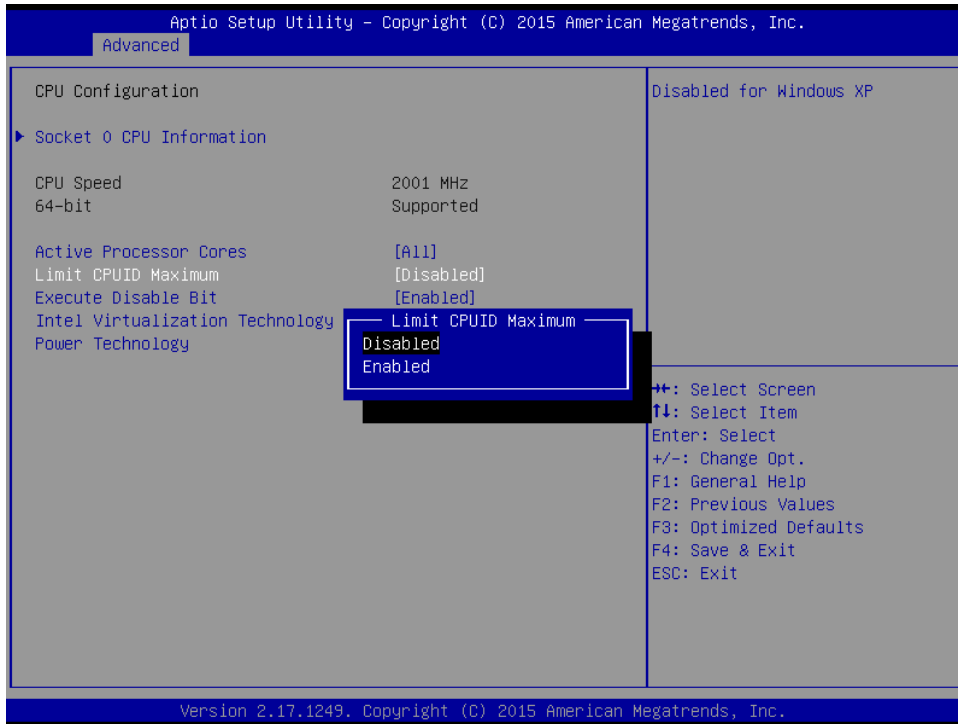 Aptio Setup Utility – Copyright (C) 2015 American Megatrends, Inc.
Advanced
CPU Configuration
Socket 0 CPU Information
CPU Speed 2001 MHz
64-bit Supported
Active Processor Cores [All]
Limit CPUID Maximum [Disabled]
Execute Disable Bit [Enabled]
Intel Virtualization Technology
Power Technology
Limit CPUID Maximum
Disabled
Enabled
Disabled for Windows XP
→←: Select Screen
↑↓: Select Item
Enter: Select
+/-: Change Opt.
F1: General Help
F2: Previous Values
F3: Optimized Defaults
F4: Save & Exit
ESC: Exit
Version 2.17.1249. Copyright (C) 2015 American Megatrends, Inc.